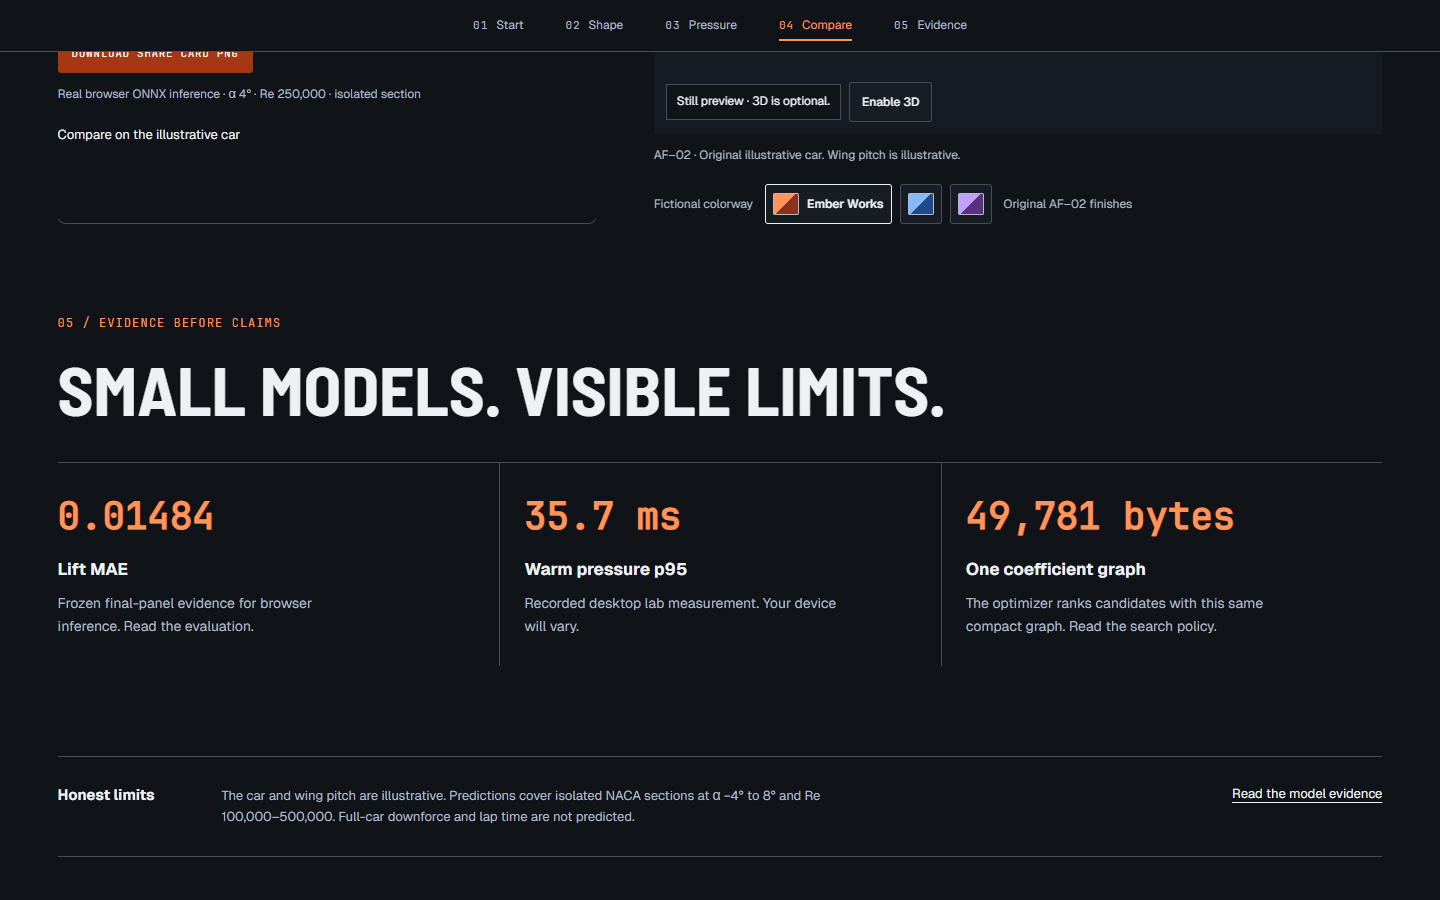 01 Start
02 Shape
03 Pressure
04 Compare
05 Evidence
DOWNLOAD SHARE CARD PNG
Real browser ONNX inference · α 4° · Re 250,000 · isolated section
Compare on the illustrative car
Still preview · 3D is optional.
Enable 3D
AF–02 · Original illustrative car. Wing pitch is illustrative.
Fictional colorway
Ember Works
Original AF–02 finishes
05 / EVIDENCE BEFORE CLAIMS
SMALL MODELS. VISIBLE LIMITS.
0.01484
Lift MAE
Frozen final-panel evidence for browser
inference. Read the evaluation.
35.7 ms
Warm pressure p95
Recorded desktop lab measurement. Your device
will vary.
49,781 bytes
One coefficient graph
The optimizer ranks candidates with this same
compact graph. Read the search policy.
Honest limits
The car and wing pitch are illustrative. Predictions cover isolated NACA sections at α −4° to 8° and Re
100,000–500,000. Full-car downforce and lap time are not predicted.
Read the model evidence